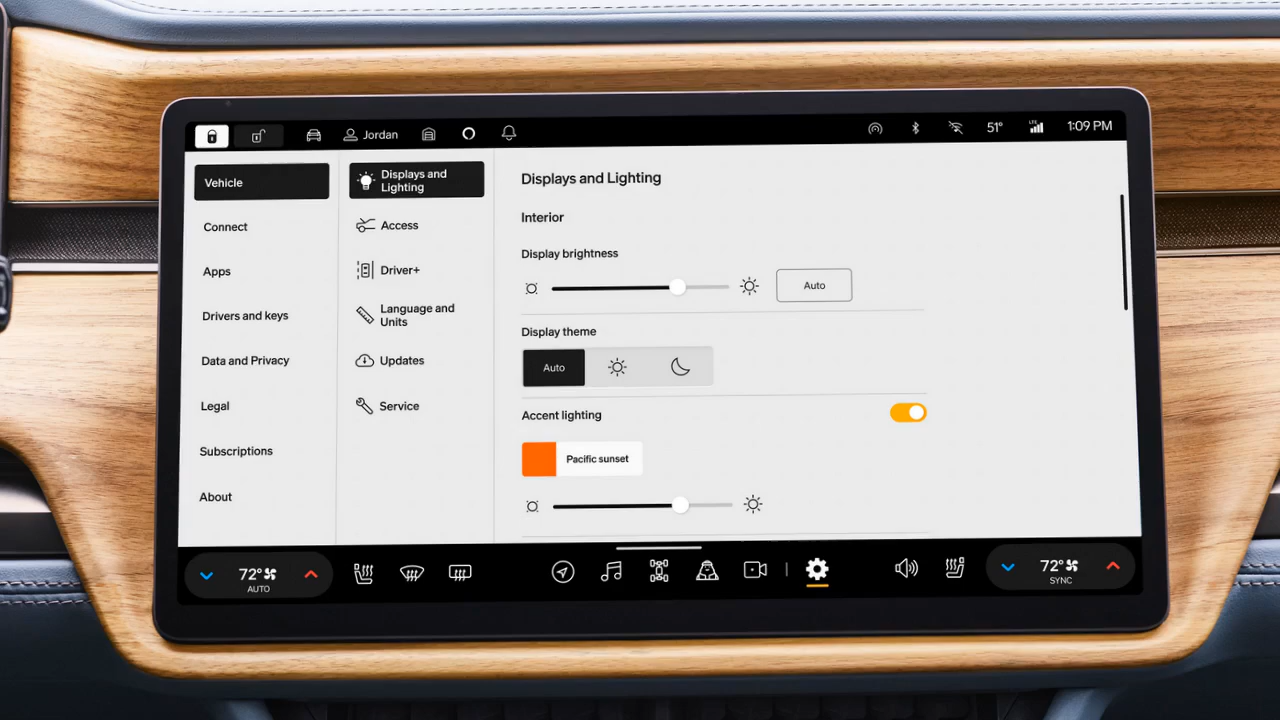 Jordan
51°
LTE
1:09 PM
Vehicle
Connect
Apps
Drivers and keys
Data and Privacy
Legal
Subscriptions
About
Displays and
Lighting
Access
Driver+
Language and
Units
Updates
Service
Displays and Lighting
Interior
Display brightness
Auto
Display theme
Auto
Accent lighting
Pacific sunset
72°
AUTO
72°
SYNC